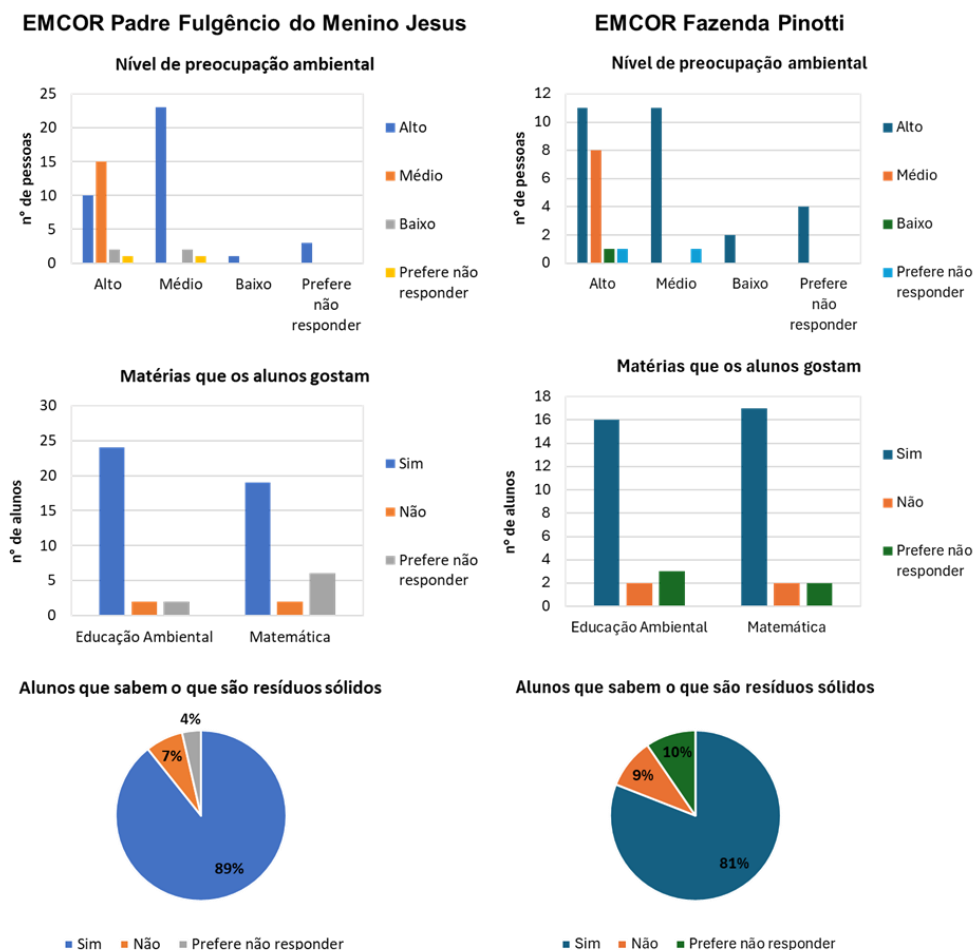 EMCOR Padre Fulgêncio do Menino Jesus
Nível de preocupação ambiental
25
20
15
10
5
0
n° de pessoas
Alto
Médio
Baixo
Prefere não
responder
Alto
Médio
Baixo
Prefere não
responder
Matérias que os alunos gostam
30
25
20
15
10
5
0
n° de alunos
Educação Ambiental
Matemática
Sim
Não
Prefere não
responder
Alunos que sabem o que são resíduos sólidos
4%
7%
89%
Sim
Não
Prefere não responder
EMCOR Fazenda Pinotti
Nível de preocupação ambiental
12
10
8
6
4
2
0
n° de pessoas
Alto
Médio
Baixo
Prefere
não
responder
Alto
Médio
Baixo
Prefere não
responder
Matérias que os alunos gostam
18
16
14
12
10
8
6
4
2
0
n° de alunos
Educação Ambiental
Matemática
Sim
Não
Prefere não
responder
Alunos que sabem o que são resíduos sólidos
10%
9%
81%
Sim
Não
Prefere não responder